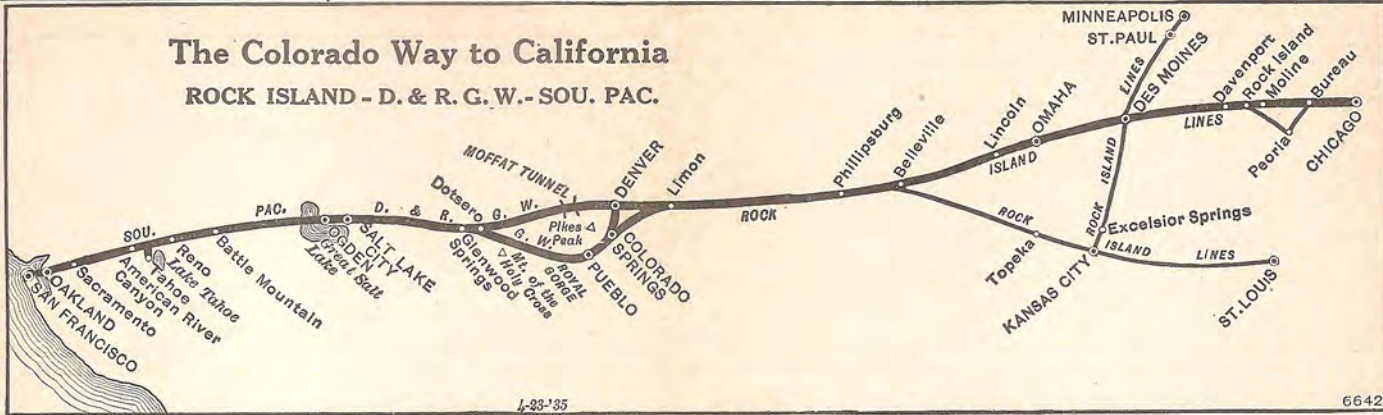 The Colorado Way to California
ROCK ISLAND - D. & R. G. W. - SOU. PAC.
MINNEAPOLIS
ST. PAUL
LINES
DES MOINES
Davenport
Rock Island
Moline
Bureau
LINES
Peoria
CHICAGO
Phillipsburg
Belleville
Lincoln
OMAHA
ISLAND
ISLAND
ROCK
Excelsior Springs
ROCK
Topeka
KANSAS CITY
ISLAND
LINES
ST. LOUIS
MOFFAT TUNNEL
DENVER
Limon
ROCK
Dotsero
G. W.
PAC.
D. & R.
Pikes
Peak
G. W.
COLORADO
SPRINGS
ROYAL
GORGE
PUEBLO
Mt. of the
Holy Cross
Glenwood
Springs
SALT LAKE
CITY
OGDEN
Great Salt
Lake
SOU.
Battle Mountain
Reno
Lake Tahoe
Tahoe
American River
Canyon
Sacramento
OAKLAND
SAN FRANCISCO
4-23-'35
6642